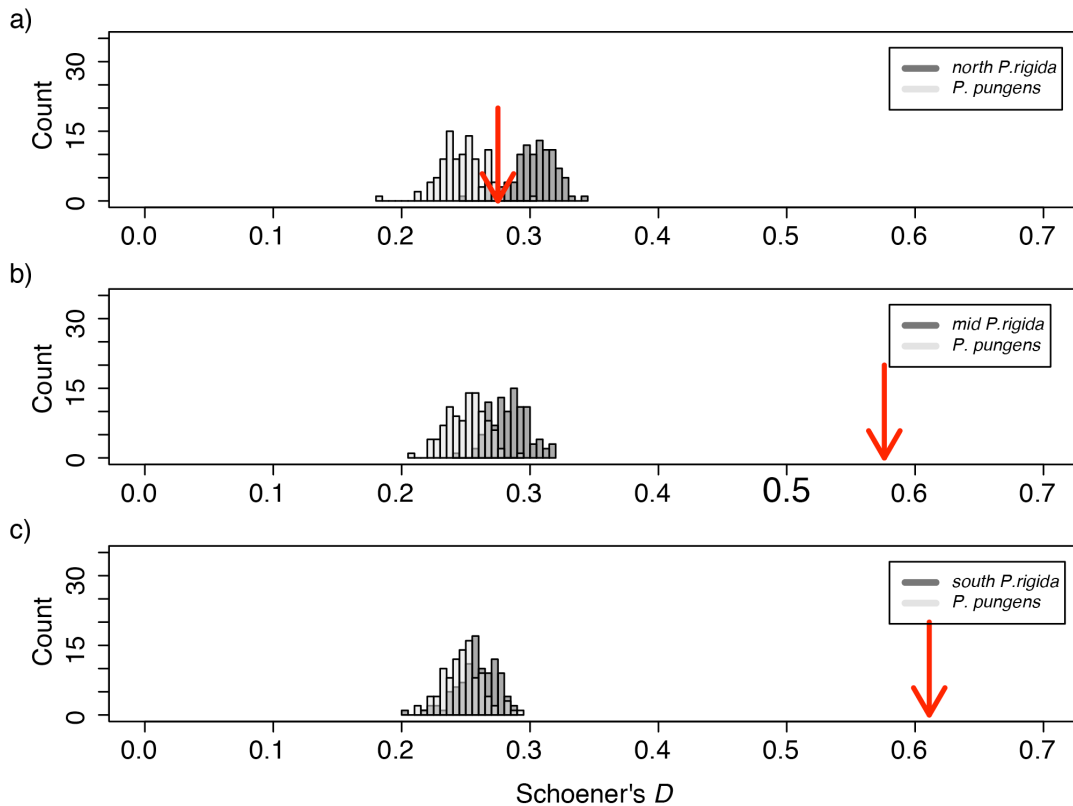 a)
Count
0 15 30
north P.rigida
P. pungens
0.0 0.1 0.2 0.3 0.4 0.5 0.6 0.7
b)
Count
0 15 30
mid P.rigida
P. pungens
0.0 0.1 0.2 0.3 0.4 0.5 0.6 0.7
c)
Count
0 15 30
south P.rigida
P. pungens
0.0 0.1 0.2 0.3 0.4 0.5 0.6 0.7
Schoener's D